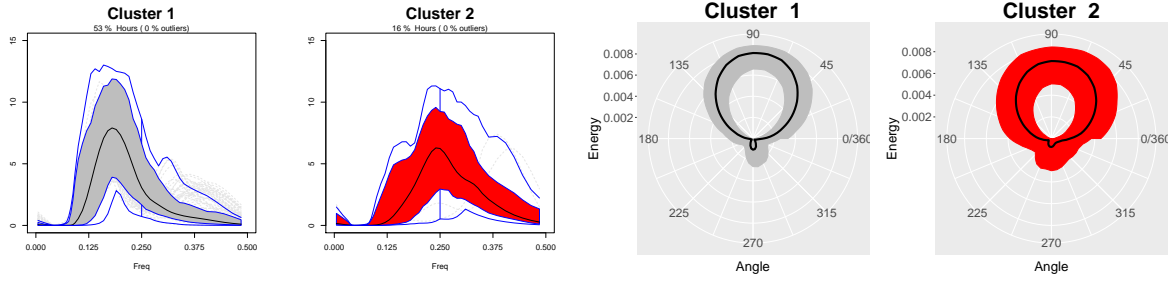 Cluster 1
53 % Hours ( 0 % outliers)
15
10
5
0
0.000 0.125 0.250 0.375 0.500
Freq
Cluster 2
16 % Hours ( 0 % outliers)
15
10
5
0
0.000 0.125 0.250 0.375 0.500
Freq
Cluster 1
90
0.008
0.006
0.004
0.002
135
45
180
0/360
225
315
270
Energy
Angle
Cluster 2
90
0.008
0.006
0.004
0.002
135
45
180
0/360
225
315
270
Energy
Angle